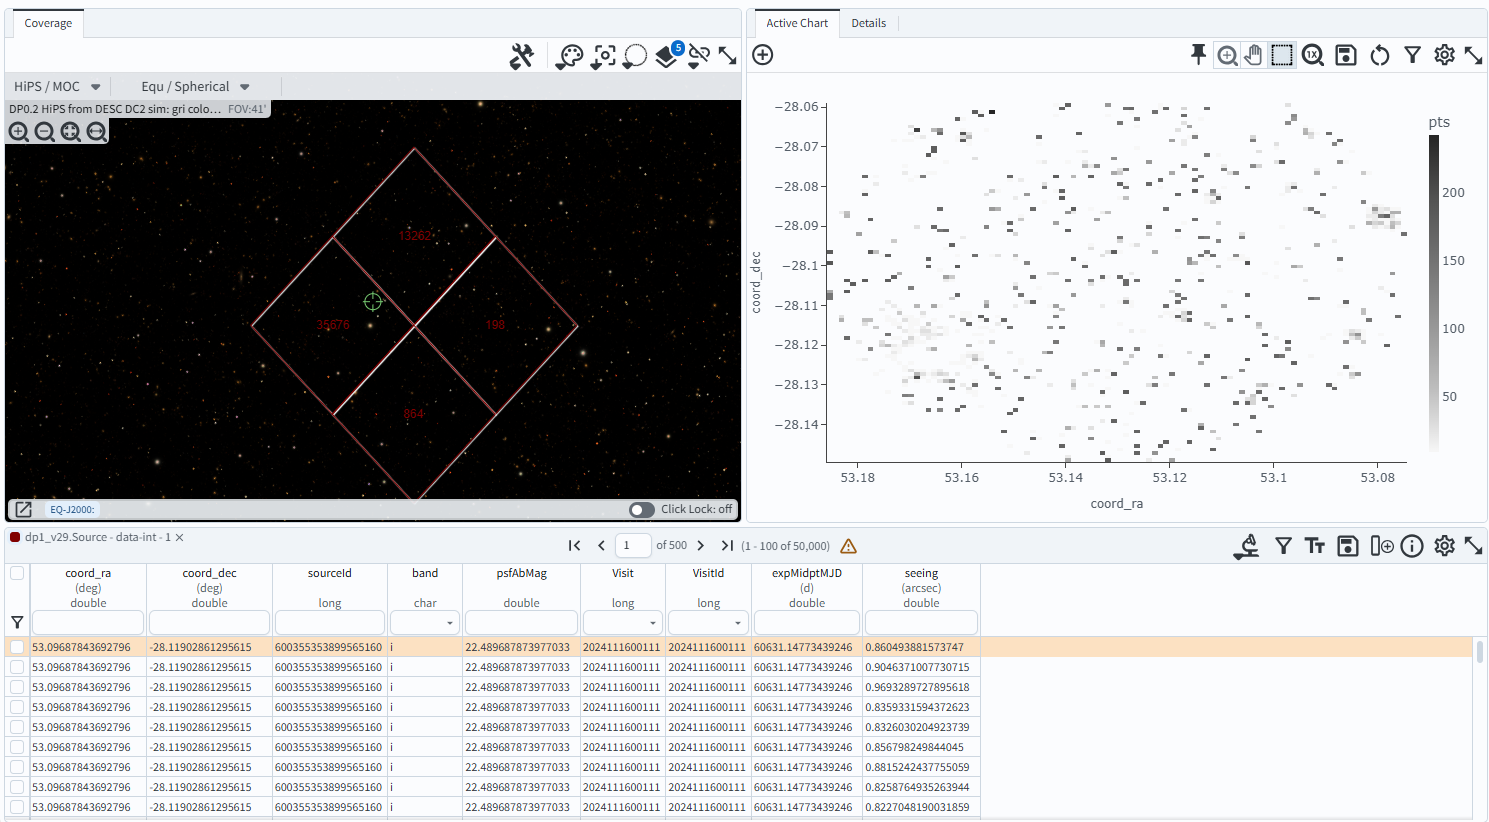 Coverage
5
HiPS / MOC Equ / Spherical
DP0.2 HiPS from DESC DC2 sim: gri colo... FOV:41'
13262
35676
198
864
EQ-J2000: Click Lock: off
Active Chart Details
1X
−28.06
−28.07
−28.08
−28.09
−28.1
−28.11
−28.12
−28.13
−28.14
coord_dec
53.18 53.16 53.14 53.12 53.1 53.08
coord_ra
pts
200
150
100
50
dp1_v29.Source - data-int - 1 ×
1 of 500 (1 - 100 of 50,000)
coord_ra coord_dec sourceId band psfAbMag Visit VisitId expMidptMJD seeing
(deg) (deg) (d) (arcsec)
double double long char double long long double double
53.09687843692796 -28.11902861295615 600355353899565160 i 22.489687873977033 2024111600111 2024111600111 60631.14773439246 0.860493881573747
53.09687843692796 -28.11902861295615 600355353899565160 i 22.489687873977033 2024111600111 2024111600111 60631.14773439246 0.9046371007730715
53.09687843692796 -28.11902861295615 600355353899565160 i 22.489687873977033 2024111600111 2024111600111 60631.14773439246 0.9693289727895618
53.09687843692796 -28.11902861295615 600355353899565160 i 22.489687873977033 2024111600111 2024111600111 60631.14773439246 0.8359331594372623
53.09687843692796 -28.11902861295615 600355353899565160 i 22.489687873977033 2024111600111 2024111600111 60631.14773439246 0.8326030204923739
53.09687843692796 -28.11902861295615 600355353899565160 i 22.489687873977033 2024111600111 2024111600111 60631.14773439246 0.856798249844045
53.09687843692796 -28.11902861295615 600355353899565160 i 22.489687873977033 2024111600111 2024111600111 60631.14773439246 0.8815242437755059
53.09687843692796 -28.11902861295615 600355353899565160 i 22.489687873977033 2024111600111 2024111600111 60631.14773439246 0.8258764935263944
53.09687843692796 -28.11902861295615 600355353899565160 i 22.489687873977033 2024111600111 2024111600111 60631.14773439246 0.8227048190031859